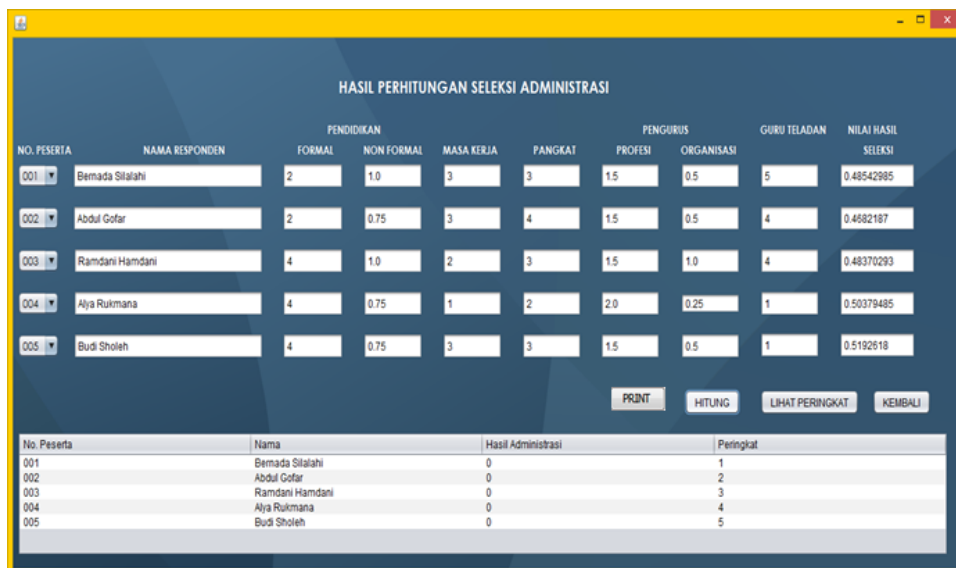 HASIL PERHITUNGAN SELEKSI ADMINISTRASI
PENDIDIKAN PENGURUS GURU TELADAN NILAI HASIL
NO. PESERTA NAMA RESPONDEN FORMAL NON FORMAL MASA KERJA PANGKAT PROFESI ORGANISASI SELEKSI
001 Bernada Silalahi 2 1.0 3 3 1.5 0.5 5 0.48542985
002 Abdul Gofar 2 0.75 3 4 1.5 0.5 4 0.4682187
003 Ramdani Hamdani 4 1.0 2 3 1.5 1.0 4 0.48370293
004 Alya Rukmana 4 0.75 1 2 2.0 0.25 1 0.50379485
005 Budi Sholeh 4 0.75 3 3 1.5 0.5 1 0.5192618
PRINT HITUNG LIHAT PERINGKAT KEMBALI
No. Peserta Nama Hasil Administrasi Peringkat
001 Bernada Silalahi 0 1
002 Abdul Gofar 0 2
003 Ramdani Hamdani 0 3
004 Alya Rukmana 0 4
005 Budi Sholeh 0 5